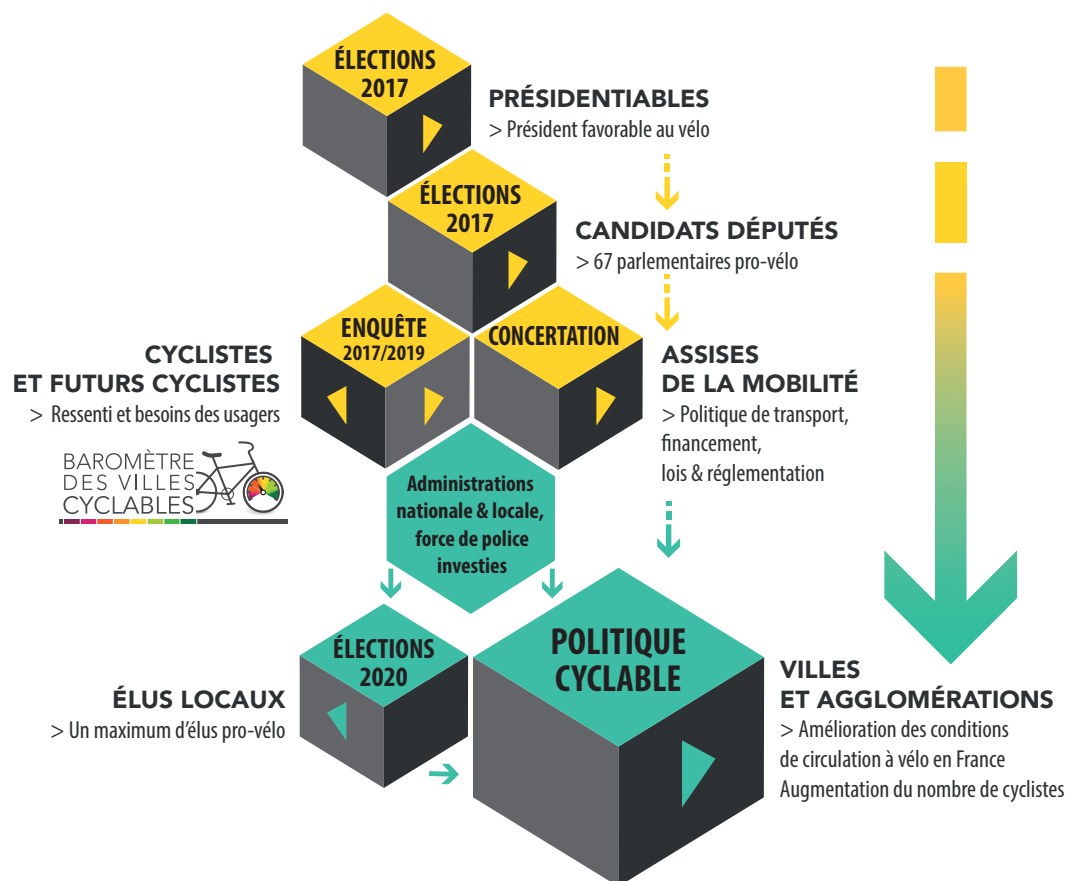 ÉLECTIONS
2017
PRÉSIDENTIABLES
> Président favorable au vélo
ÉLECTIONS
2017
CANDIDATS DÉPUTÉS
> 67 parlementaires pro-vélo
ENQUÊTE
2017/2019
CONCERTATION
CYCLISTES
ET FUTURS CYCLISTES
> Ressenti et besoins des usagers
BAROMÈTRE
DES VILLES
CYCLABLES
ASSISES
DE LA MOBILITÉ
> Politique de transport,
financement,
lois & réglementation
Administrations
nationale & locale,
force de police
investies
ÉLECTIONS
2020
ÉLUS LOCAUX
> Un maximum d'élus pro-vélo
POLITIQUE
CYCLABLE
VILLES
ET AGGLOMÉRATIONS
> Amélioration des conditions
de circulation à vélo en France
Augmentation du nombre de cyclistes